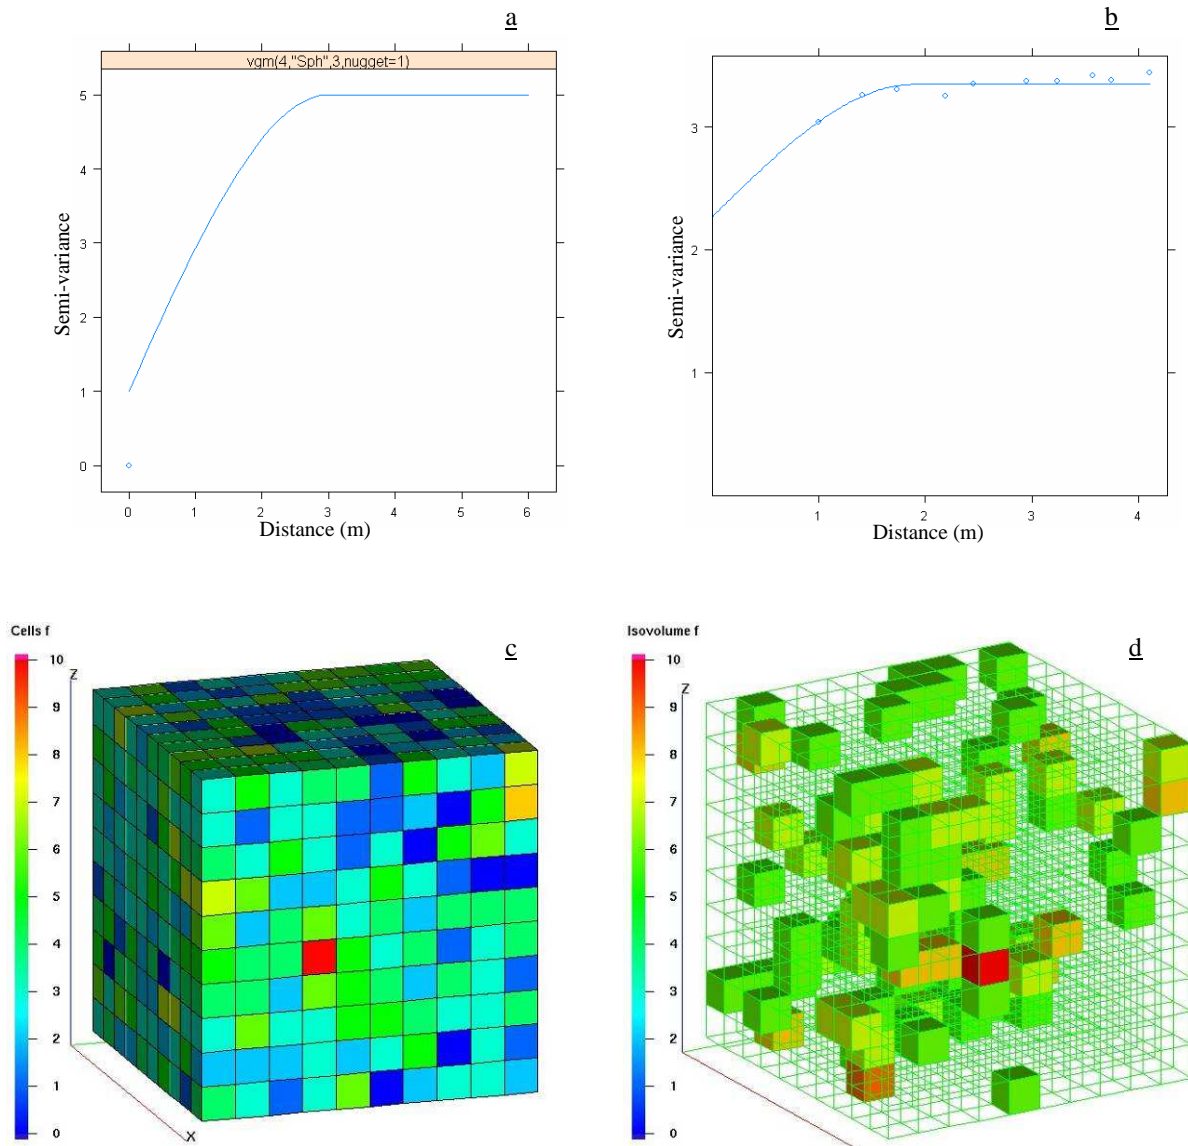 a
vgm(4,"Sph",3,nugget=1)
5
4
3
2
1
0
Semi-variance
0 1 2 3 4 5 6
Distance (m)
b
3
2
1
Semi-variance
1 2 3 4
Distance (m)
c
Cells f
10
9
8
7
6
5
4
3
2
1
0
Z
X
d
Isovolume f
10
9
8
7
6
5
4
3
2
1
0
Z